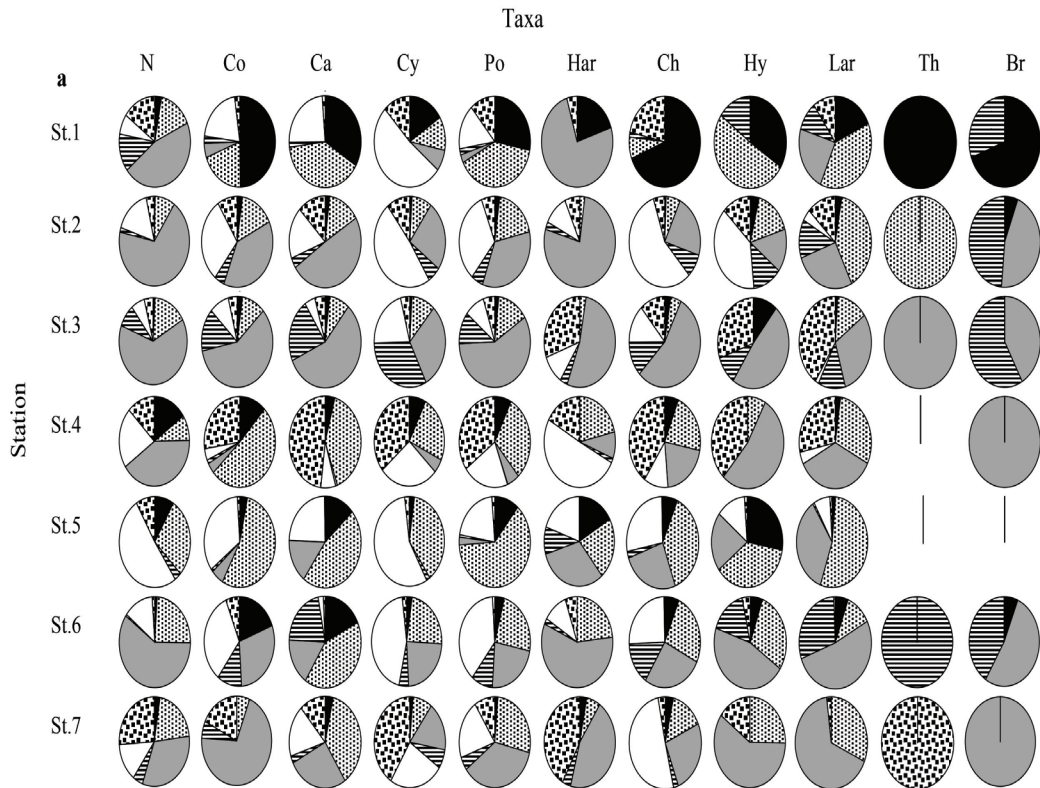 Taxa
a N Co Ca Cy Po Har Ch Hy Lar Th Br
St.1
St.2
St.3
St.4
St.5
St.6
St.7
Station